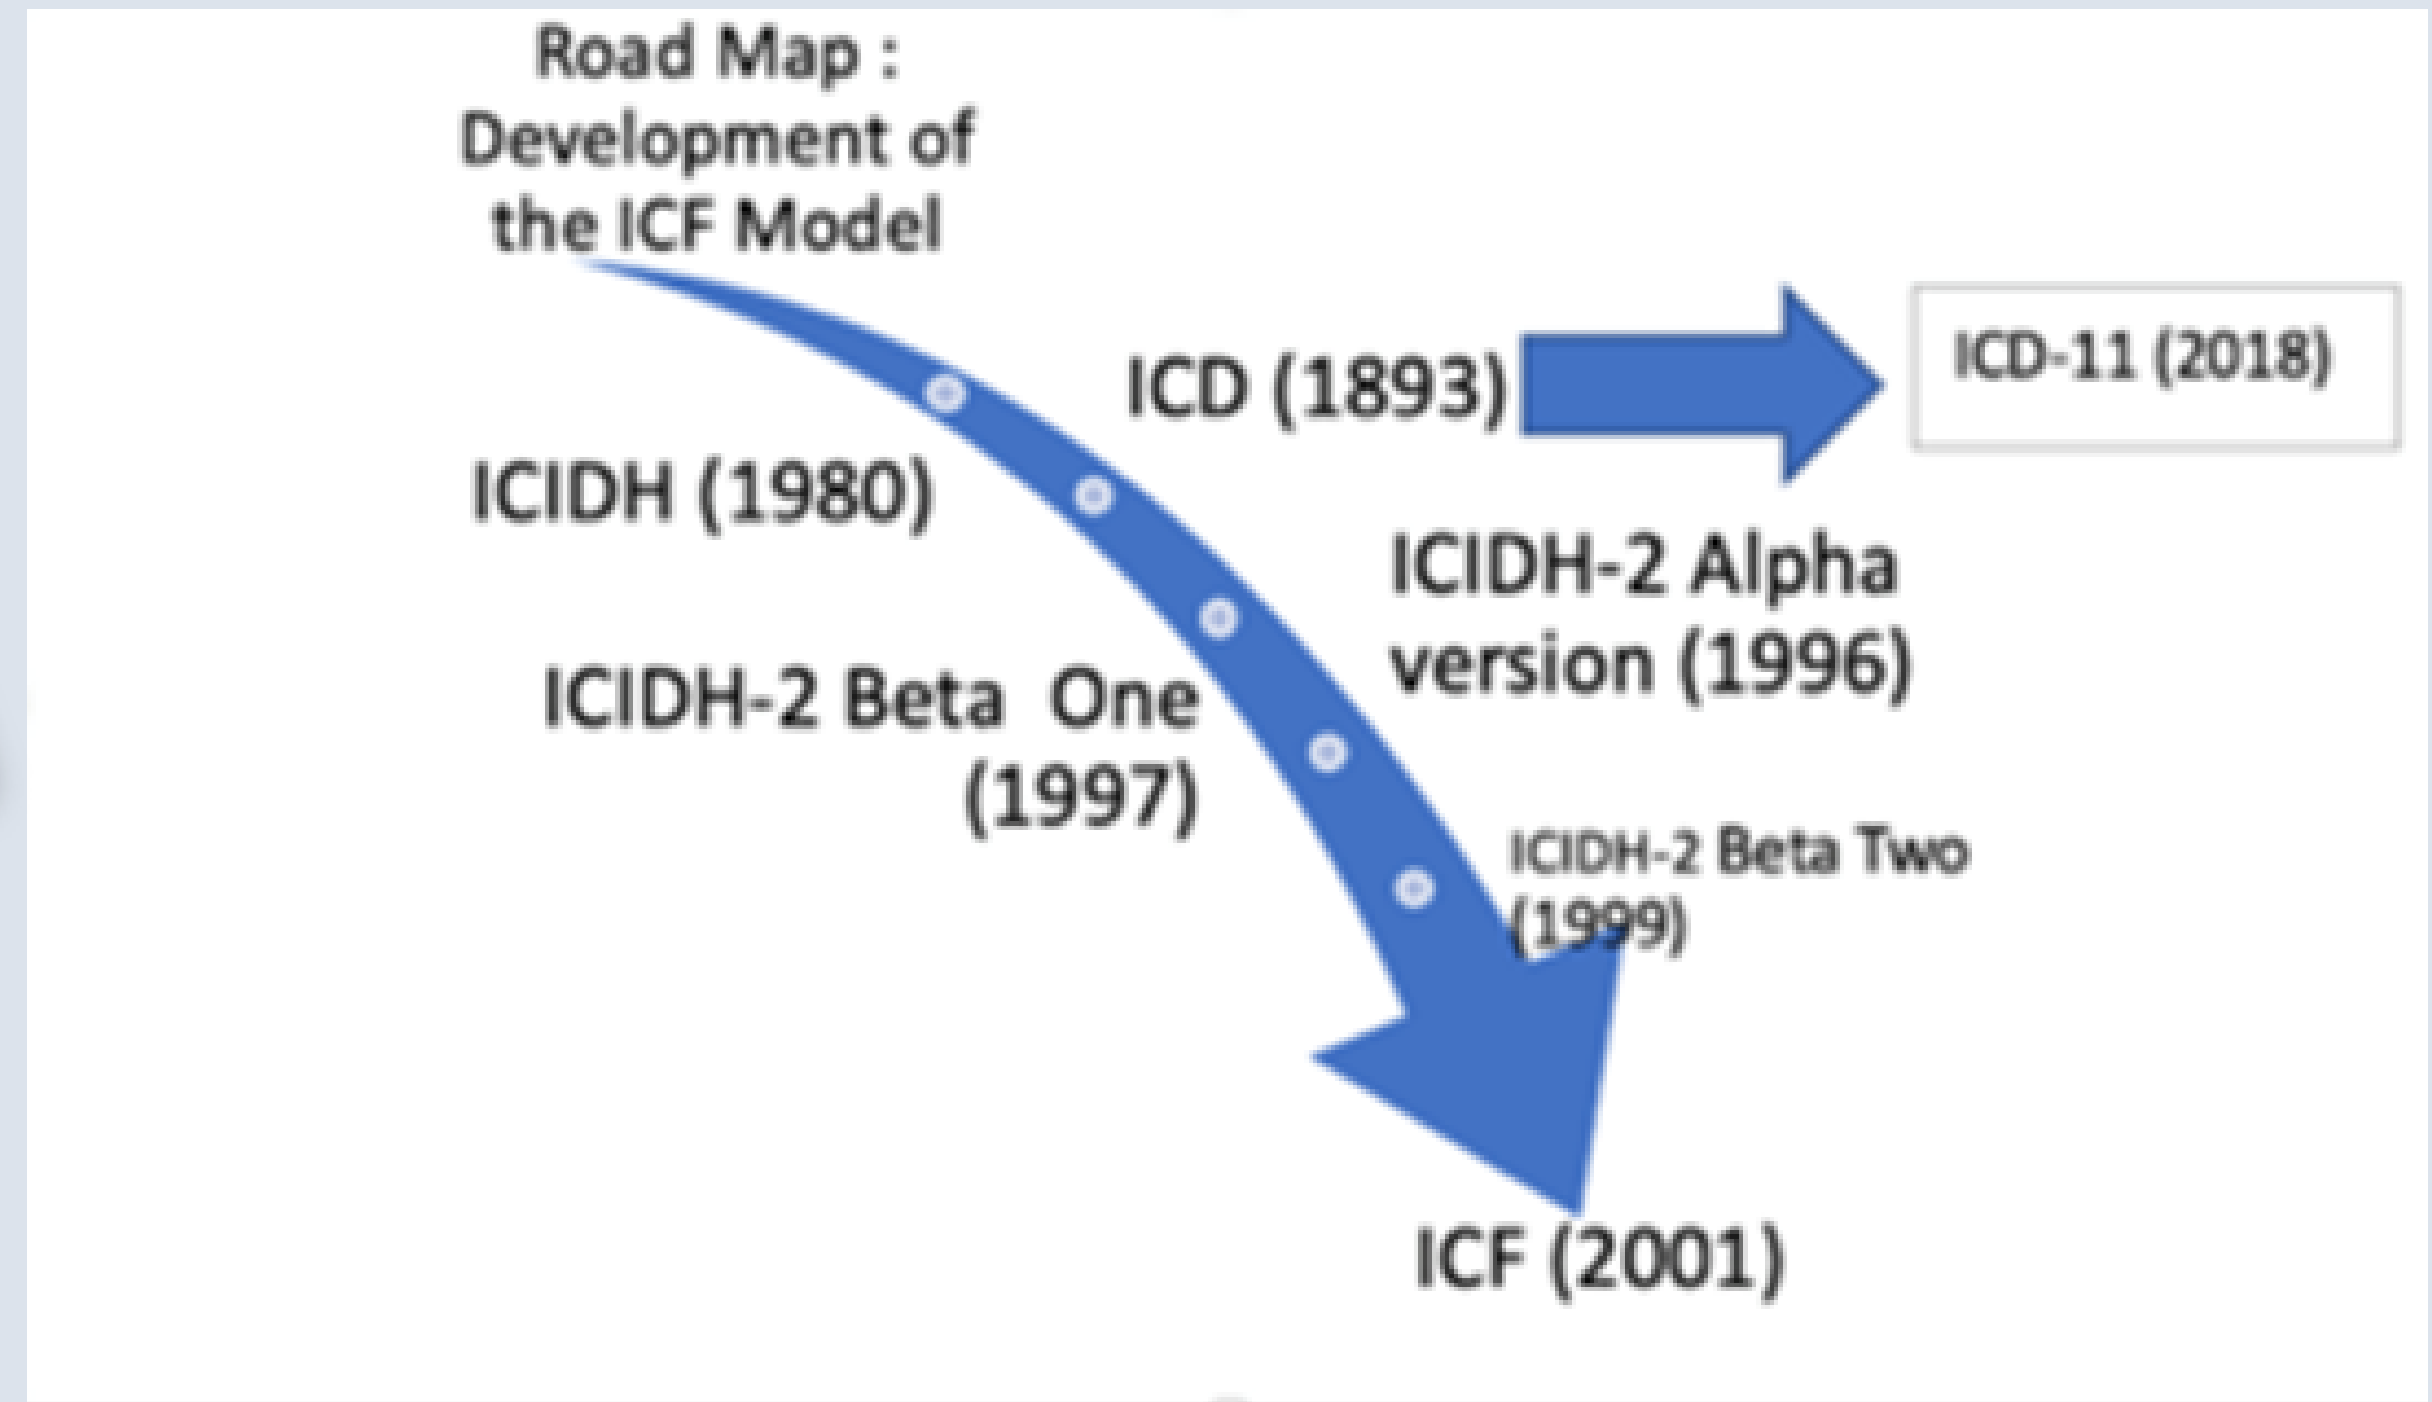 Road Map :
Development of
the ICF Model
ICD (1893)
ICD-11 (2018)
ICIDH (1980)
ICIDH-2 Alpha
version (1996)
ICIDH-2 Beta One
(1997)
ICIDH-2 Beta Two
(1999)
ICF (2001)